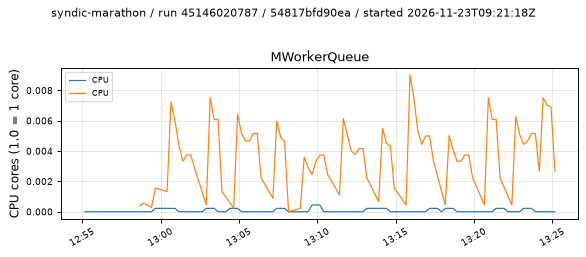 syndic-marathon / run 45146020787 / 54817bfd90ea / started 2026-11-23T09:21:18Z
MWorkerQueue
CPU
CPU
CPU cores (1.0 = 1 core)
0.008
0.006
0.004
0.002
0.000
12:55
13:00
13:05
13:10
13:15
13:20
13:25